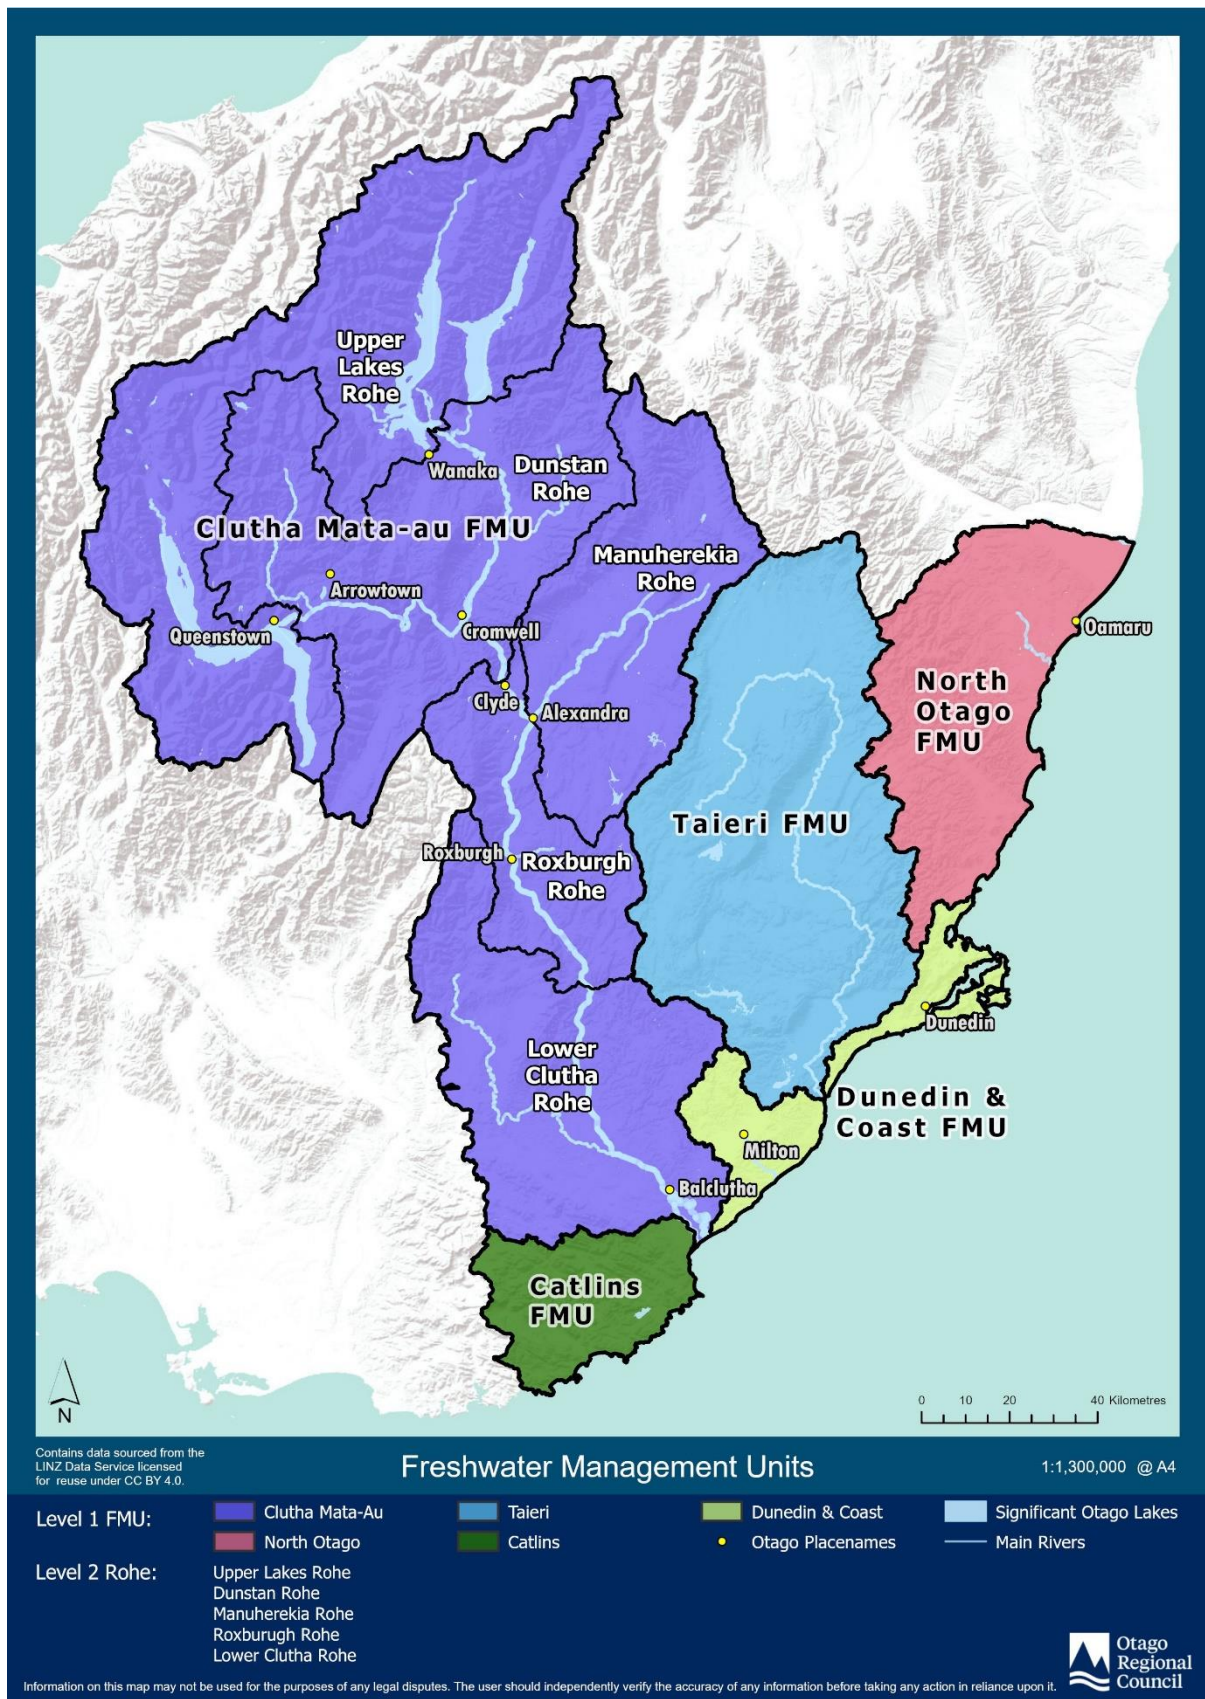 Upper
Lakes
Rohe
Wanaka
Dunstan
Rohe
Clutha Mata-au FMU
Manuherekia
Rohe
Arrowtown
Queenstown
Cromwell
Oamaru
North
Otago
FMU
Clyde
Alexandra
Taieri FMU
Roxburgh
Roxburgh
Rohe
Dunedin
Lower
Clutha
Rohe
Dunedin &
Coast FMU
Milton
Balclutha
Catlins
FMU
N
0 10 20 40 Kilometres
Contains data sourced from the
LINZ Data Service licensed
for reuse under CC BY 4.0.
Freshwater Management Units
1:1,300,000 @ A4
Level 1 FMU:
Clutha Mata-Au
Taieri
Dunedin & Coast
Significant Otago Lakes
North Otago
Catlins
Otago Placenames
Main Rivers
Level 2 Rohe:
Upper Lakes Rohe
Dunstan Rohe
Manuherekia Rohe
Roxburugh Rohe
Lower Clutha Rohe
Otago
Regional
Council
Information on this map may not be used for the purposes of any legal disputes. The user should independently verify the accuracy of any information before taking any action in reliance upon it.